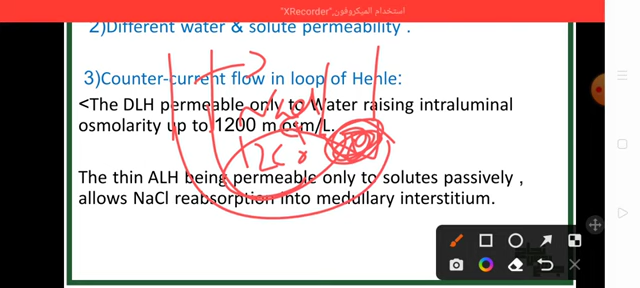 استخدام الميكروفون "XRecorder"
2)Different water & solute permeability .
3)Counter-current flow in loop of Henle:
<The DLH permeable only to Water raising intraluminal
osmolarity up to 1200 m osm/L.
1200
The thin ALH being permeable only to solutes passively ,
allows NaCl reabsorption into medullary interstitium.